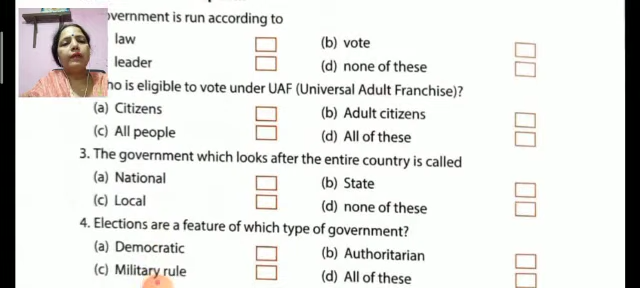 vernment is run according to
law
(b) vote
leader
(d) none of these
ho is eligible to vote under UAF (Universal Adult Franchise)?
(a) Citizens
(b) Adult citizens
(c) All people
(d) All of these
3. The government which looks after the entire country is called
(a) National
(b) State
(c) Local
(d) none of these
4. Elections are a feature of which type of government?
(a) Democratic
(b) Authoritarian
(c) Military rule
(d) All of these